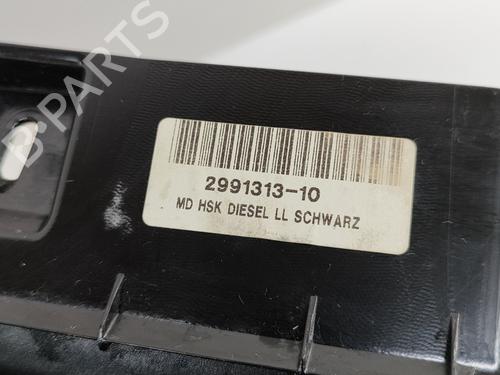 B-PARTS
2991313-10
MD HSK DIESEL LL SCHWARZ